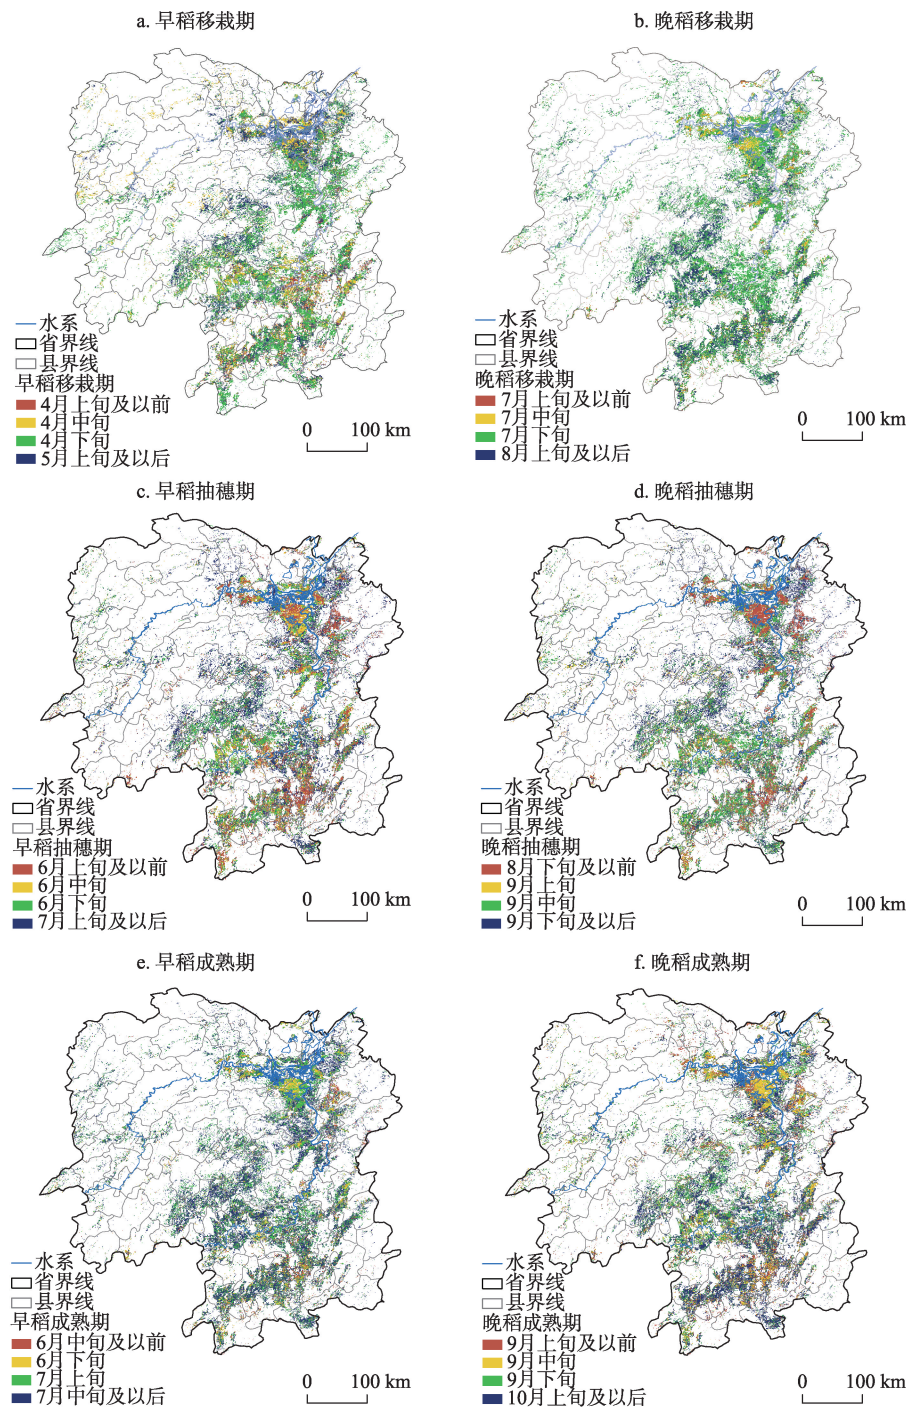 a. 早稻移栽期
b. 晚稻移栽期
水系
省界线
县界线
早稻移栽期
4月上旬及以前
4月中旬
4月下旬
5月上旬及以后
0 100 km
水系
省界线
县界线
晚稻移栽期
7月上旬及以前
7月中旬
7月下旬
8月上旬及以后
0 100 km
c. 早稻抽穗期
d. 晚稻抽穗期
水系
省界线
县界线
早稻抽穗期
6月上旬及以前
6月中旬
6月下旬
7月上旬及以后
0 100 km
水系
省界线
县界线
晚稻抽穗期
8月下旬及以前
9月上旬
9月中旬
9月下旬及以后
0 100 km
e. 早稻成熟期
f. 晚稻成熟期
水系
省界线
县界线
早稻成熟期
6月中旬及以前
6月下旬
7月上旬
7月中旬及以后
0 100 km
水系
省界线
县界线
晚稻成熟期
9月上旬及以前
9月中旬
9月下旬
10月上旬及以后
0 100 km